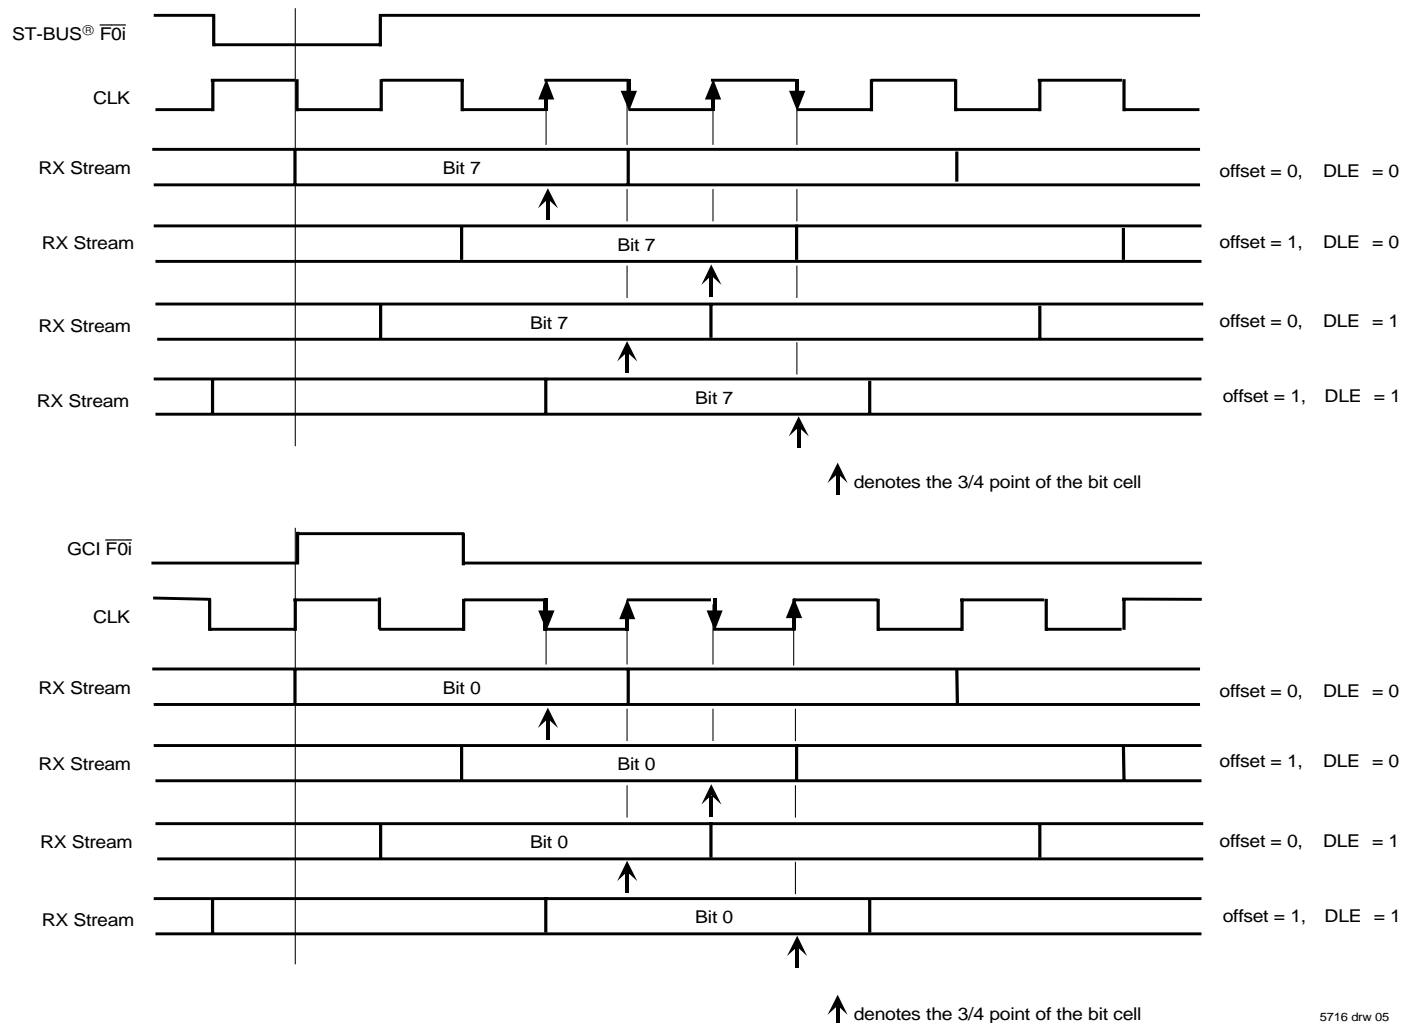 ST-BUS® F0i
CLK
RX Stream Bit 7 offset = 0, DLE = 0
RX Stream Bit 7 offset = 1, DLE = 0
RX Stream Bit 7 offset = 0, DLE = 1
RX Stream Bit 7 offset = 1, DLE = 1
denotes the 3/4 point of the bit cell
GCI F0i
CLK
RX Stream Bit 0 offset = 0, DLE = 0
RX Stream Bit 0 offset = 1, DLE = 0
RX Stream Bit 0 offset = 0, DLE = 1
RX Stream Bit 0 offset = 1, DLE = 1
denotes the 3/4 point of the bit cell
5716 drw 05